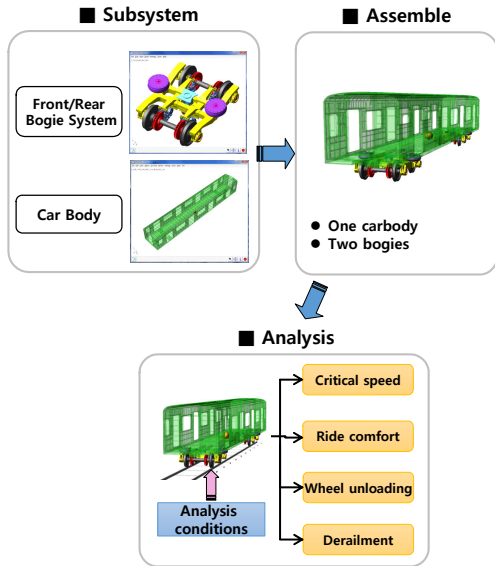 ■ Subsystem
Front/Rear
Bogie System
Car Body
■ Assemble
● One carbody
● Two bogies
■ Analysis
Analysis
conditions
Critical speed
Ride comfort
Wheel unloading
Derailment